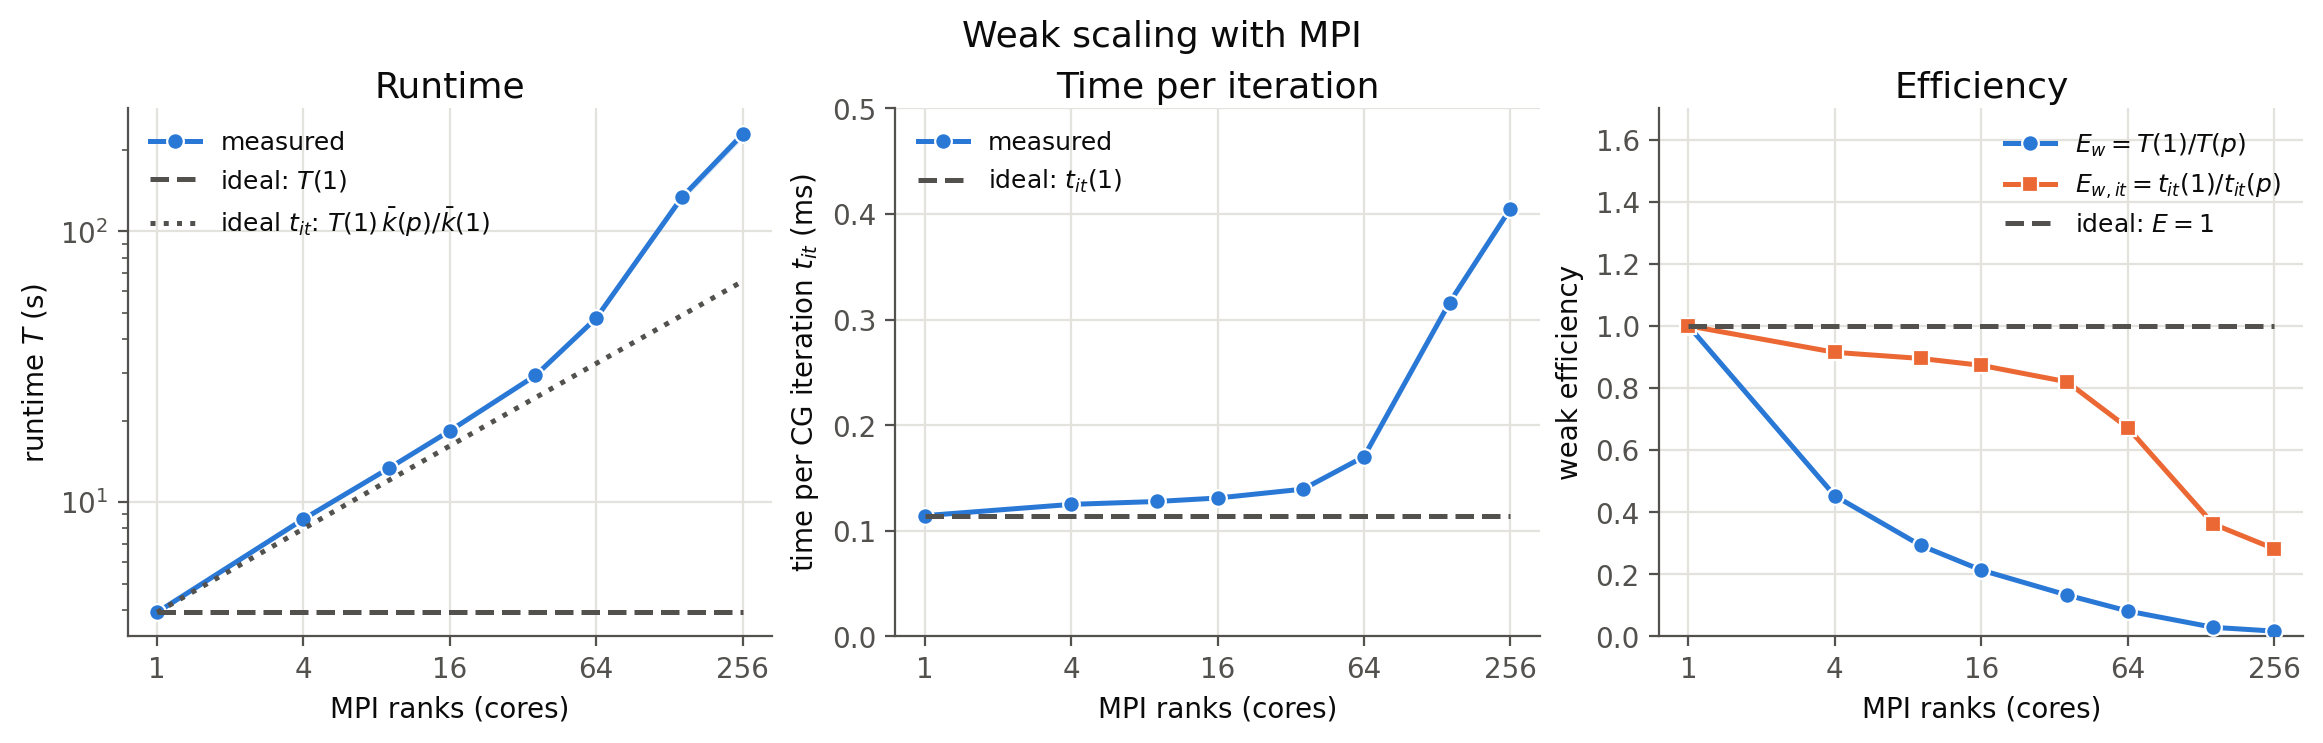 Weak scaling with MPI
Runtime
measured
ideal: T(1)
ideal t_it: T(1) k̄(p)/k̄(1)
10²
10¹
runtime T (s)
1 4 16 64 256
MPI ranks (cores)
Time per iteration
measured
ideal: t_it(1)
0.5
0.4
0.3
0.2
0.1
0.0
time per CG iteration t_it (ms)
1 4 16 64 256
MPI ranks (cores)
Efficiency
E_w = T(1)/T(p)
E_w,it = t_it(1)/t_it(p)
ideal: E = 1
1.6
1.4
1.2
1.0
0.8
0.6
0.4
0.2
0.0
weak efficiency
1 4 16 64 256
MPI ranks (cores)